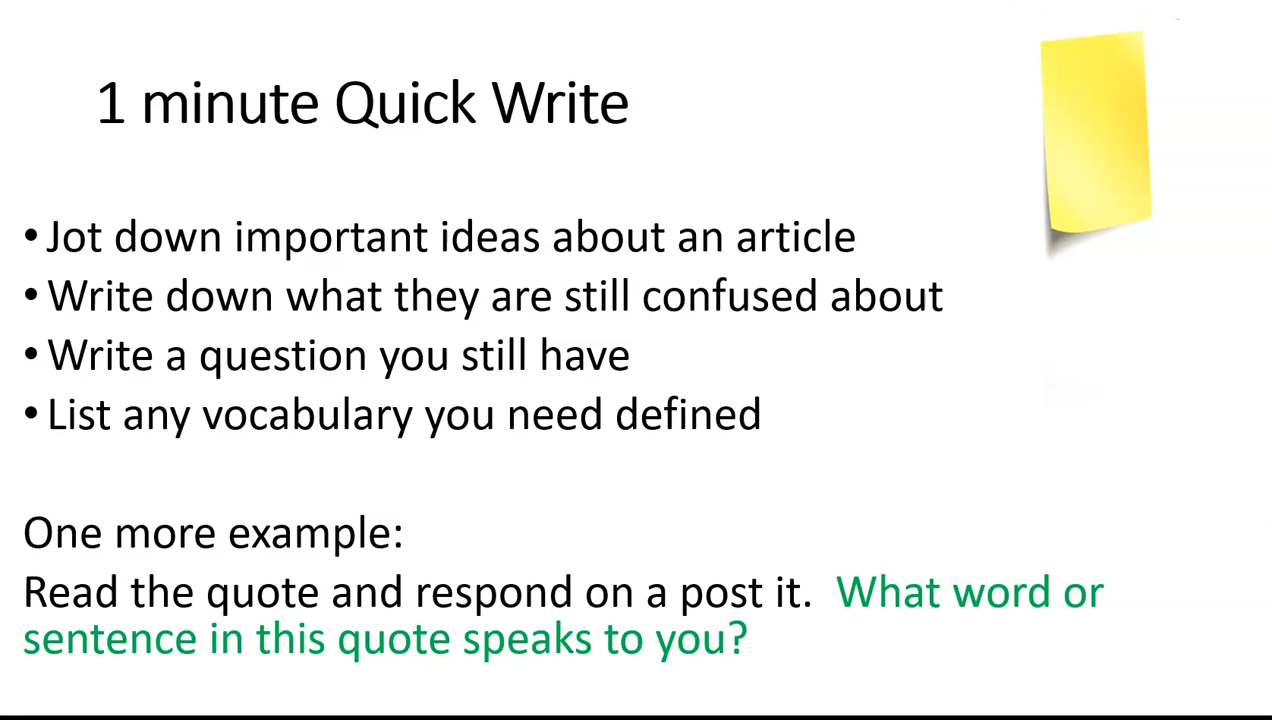 1 minute Quick Write
• Jot down important ideas about an article
• Write down what they are still confused about
• Write a question you still have
• List any vocabulary you need defined
One more example:
Read the quote and respond on a post it. What word or
sentence in this quote speaks to you?